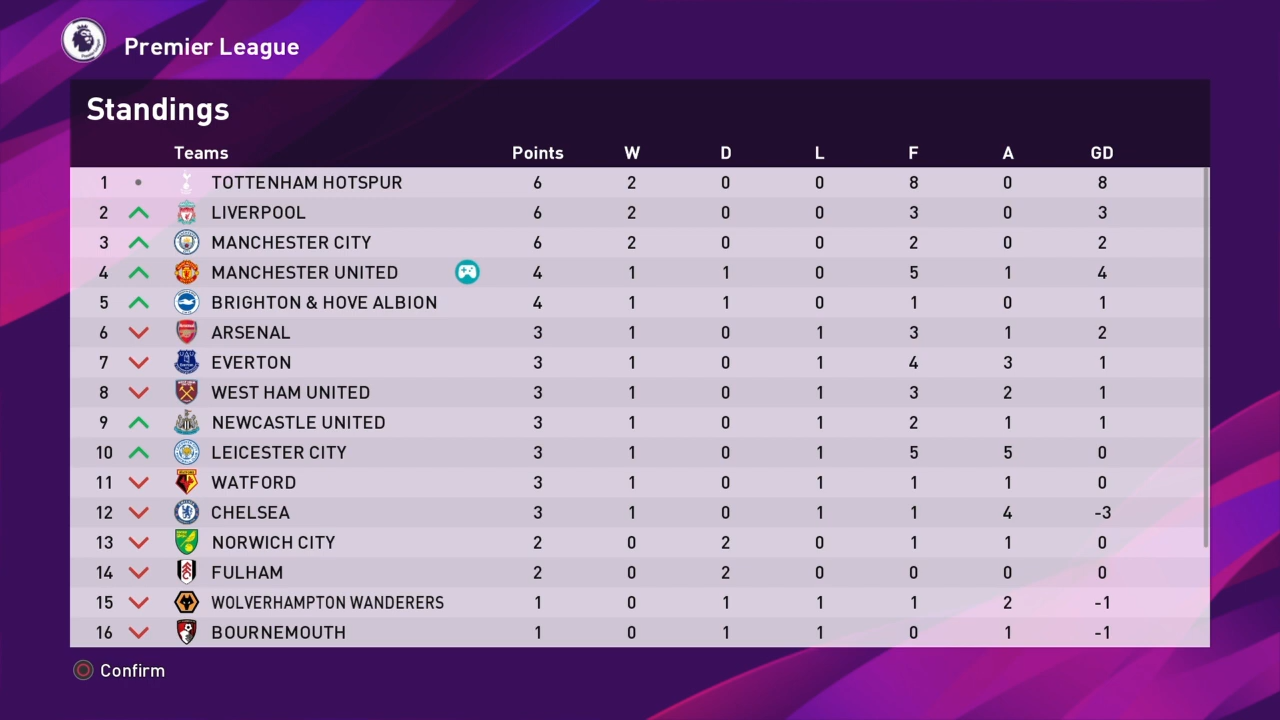 Premier League
Standings
Teams Points W D L F A GD
1 TOTTENHAM HOTSPUR 6 2 0 0 8 0 8
2 LIVERPOOL 6 2 0 0 3 0 3
3 MANCHESTER CITY 6 2 0 0 2 0 2
4 MANCHESTER UNITED 4 1 1 0 5 1 4
5 BRIGHTON & HOVE ALBION 4 1 1 0 1 0 1
6 ARSENAL 3 1 0 1 3 1 2
7 EVERTON 3 1 0 1 4 3 1
8 WEST HAM UNITED 3 1 0 1 3 2 1
9 NEWCASTLE UNITED 3 1 0 1 2 1 1
10 LEICESTER CITY 3 1 0 1 5 5 0
11 WATFORD 3 1 0 1 1 1 0
12 CHELSEA 3 1 0 1 1 4 -3
13 NORWICH CITY 2 0 2 0 1 1 0
14 FULHAM 2 0 2 0 0 0 0
15 WOLVERHAMPTON WANDERERS 1 0 1 1 1 2 -1
16 BOURNEMOUTH 1 0 1 1 0 1 -1
Confirm